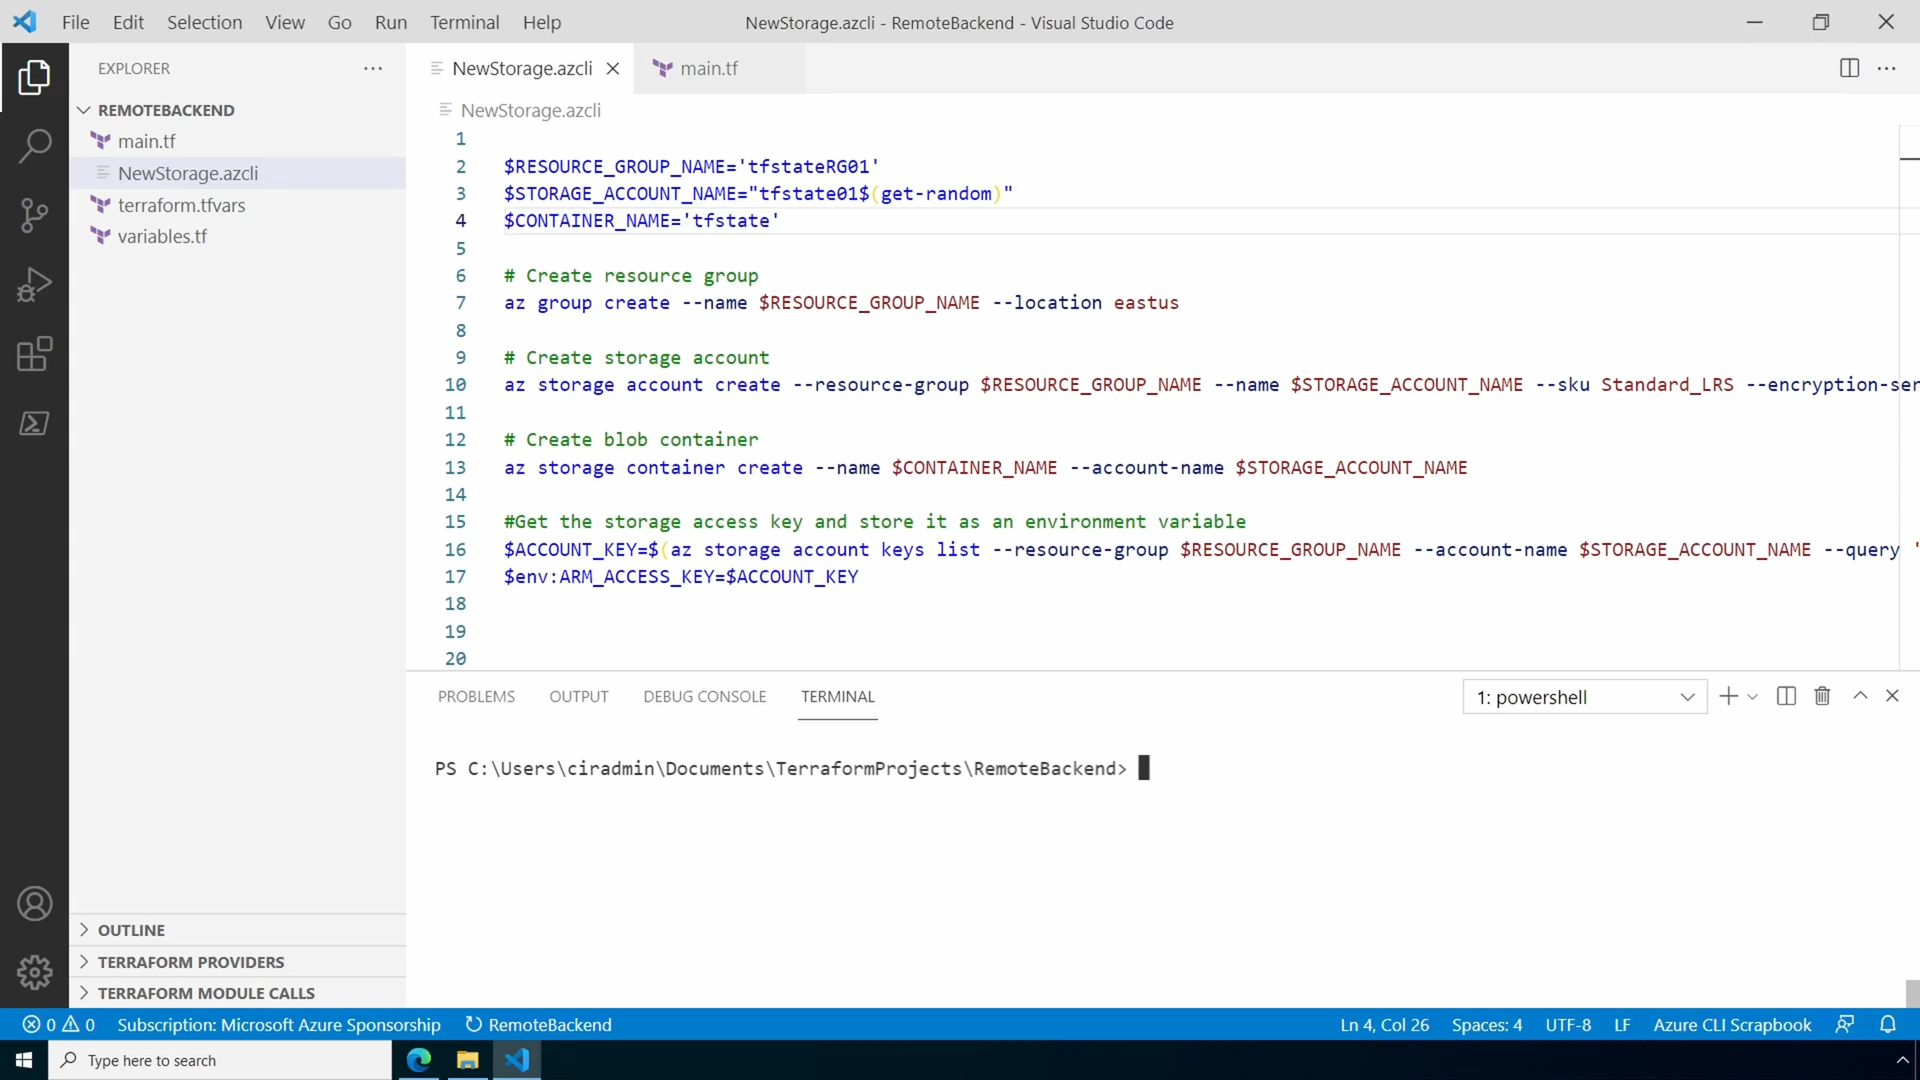 File Edit Selection View Go Run Terminal Help
NewStorage.azcli - RemoteBackend - Visual Studio Code
EXPLORER
NewStorage.azcli
main.tf
REMOTEBACKEND
main.tf
NewStorage.azcli
terraform.tfvars
variables.tf
NewStorage.azcli
1
2 $RESOURCE_GROUP_NAME='tfstateRG01'
3 $STORAGE_ACCOUNT_NAME="tfstate01$(get-random)"
4 $CONTAINER_NAME='tfstate'
5
6 # Create resource group
7 az group create --name $RESOURCE_GROUP_NAME --location eastus
8
9 # Create storage account
10 az storage account create --resource-group $RESOURCE_GROUP_NAME --name $STORAGE_ACCOUNT_NAME --sku Standard_LRS --encryption-ser
11
12 # Create blob container
13 az storage container create --name $CONTAINER_NAME --account-name $STORAGE_ACCOUNT_NAME
14
15 #Get the storage access key and store it as an environment variable
16 $ACCOUNT_KEY=$(az storage account keys list --resource-group $RESOURCE_GROUP_NAME --account-name $STORAGE_ACCOUNT_NAME --query '
17 $env:ARM_ACCESS_KEY=$ACCOUNT_KEY
18
19
20
PROBLEMS OUTPUT DEBUG CONSOLE TERMINAL
1: powershell
PS C:\Users\ciradmin\Documents\TerraformProjects\RemoteBackend>
OUTLINE
TERRAFORM PROVIDERS
TERRAFORM MODULE CALLS
0 0 Subscription: Microsoft Azure Sponsorship RemoteBackend
Ln 4, Col 26 Spaces: 4 UTF-8 LF Azure CLI Scrapbook
Type here to search